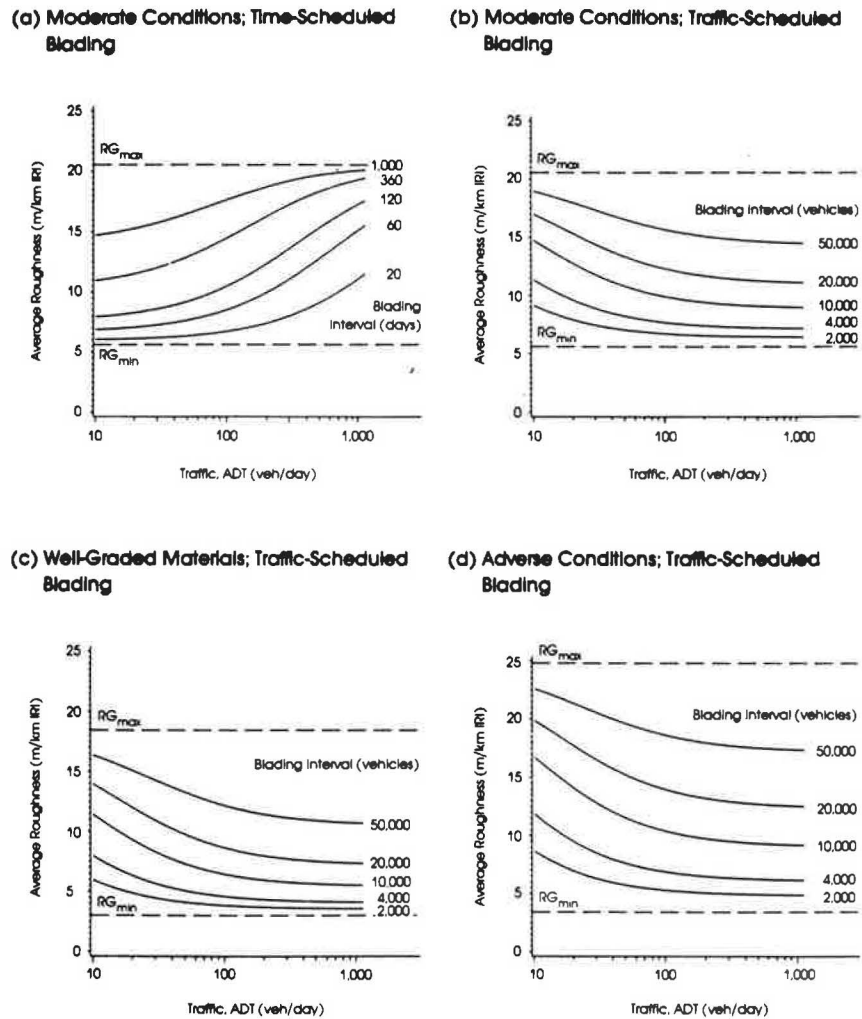 (a) Moderate Conditions; Time-Scheduled
Blading
Average Roughness (m/km IRI)
25
20
15
10
5
0
RGmax
1.000
360
120
60
20
Blading
Interval (days)
RGmin
10
100
1.000
Traffic, ADT (veh/day)
(b) Moderate Conditions; Traffic-Scheduled
Blading
Average Roughness (m/km IRI)
25
20
15
10
5
0
RGmax
Blading Interval (vehicles)
50.000
20.000
10.000
4.000
2.000
RGmin
10
100
1.000
Traffic, ADT (veh/day)
(c) Well-Graded Materials; Traffic-Scheduled
Blading
Average Roughness (m/km IRI)
25
20
15
10
5
0
RGmax
Blading Interval (vehicles)
50.000
20.000
10.000
4.000
2.000
RGmin
10
100
1.000
Traffic, ADT (veh/day)
(d) Adverse Conditions; Traffic-Scheduled
Blading
Average Roughness (m/km IRI)
25
20
15
10
5
0
RGmax
Blading Interval (vehicles)
50.000
20.000
10.000
4.000
2.000
RGmin
10
100
1.000
Traffic, ADT (veh/day)